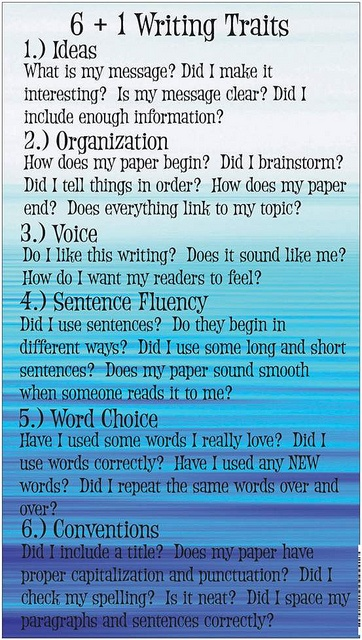 6 + 1 Writing Traits
1.) Ideas
What is my message? Did I make it
interesting? Is my message clear? Did I
include enough information?
2.) Organization
How does my paper begin? Did I brainstorm?
Did I tell things in order? How does my paper
end? Does everything link to my topic?
3.) Voice
Do I like this writing? Does it sound like me?
How do I want my readers to feel?
4.) Sentence Fluency
Did I use sentences? Do they begin in
different ways? Did I use some long and short
sentences? Does my paper sound smooth
when someone reads it to me?
5.) Word Choice
Have I used some words I really love? Did I
use words correctly? Have I used any NEW
words? Did I repeat the same words over and
over?
6.) Conventions
Did I include a title? Does my paper have
proper capitalization and punctuation? Did I
check my spelling? Is it neat? Did I space my
paragraphs and sentences correctly?